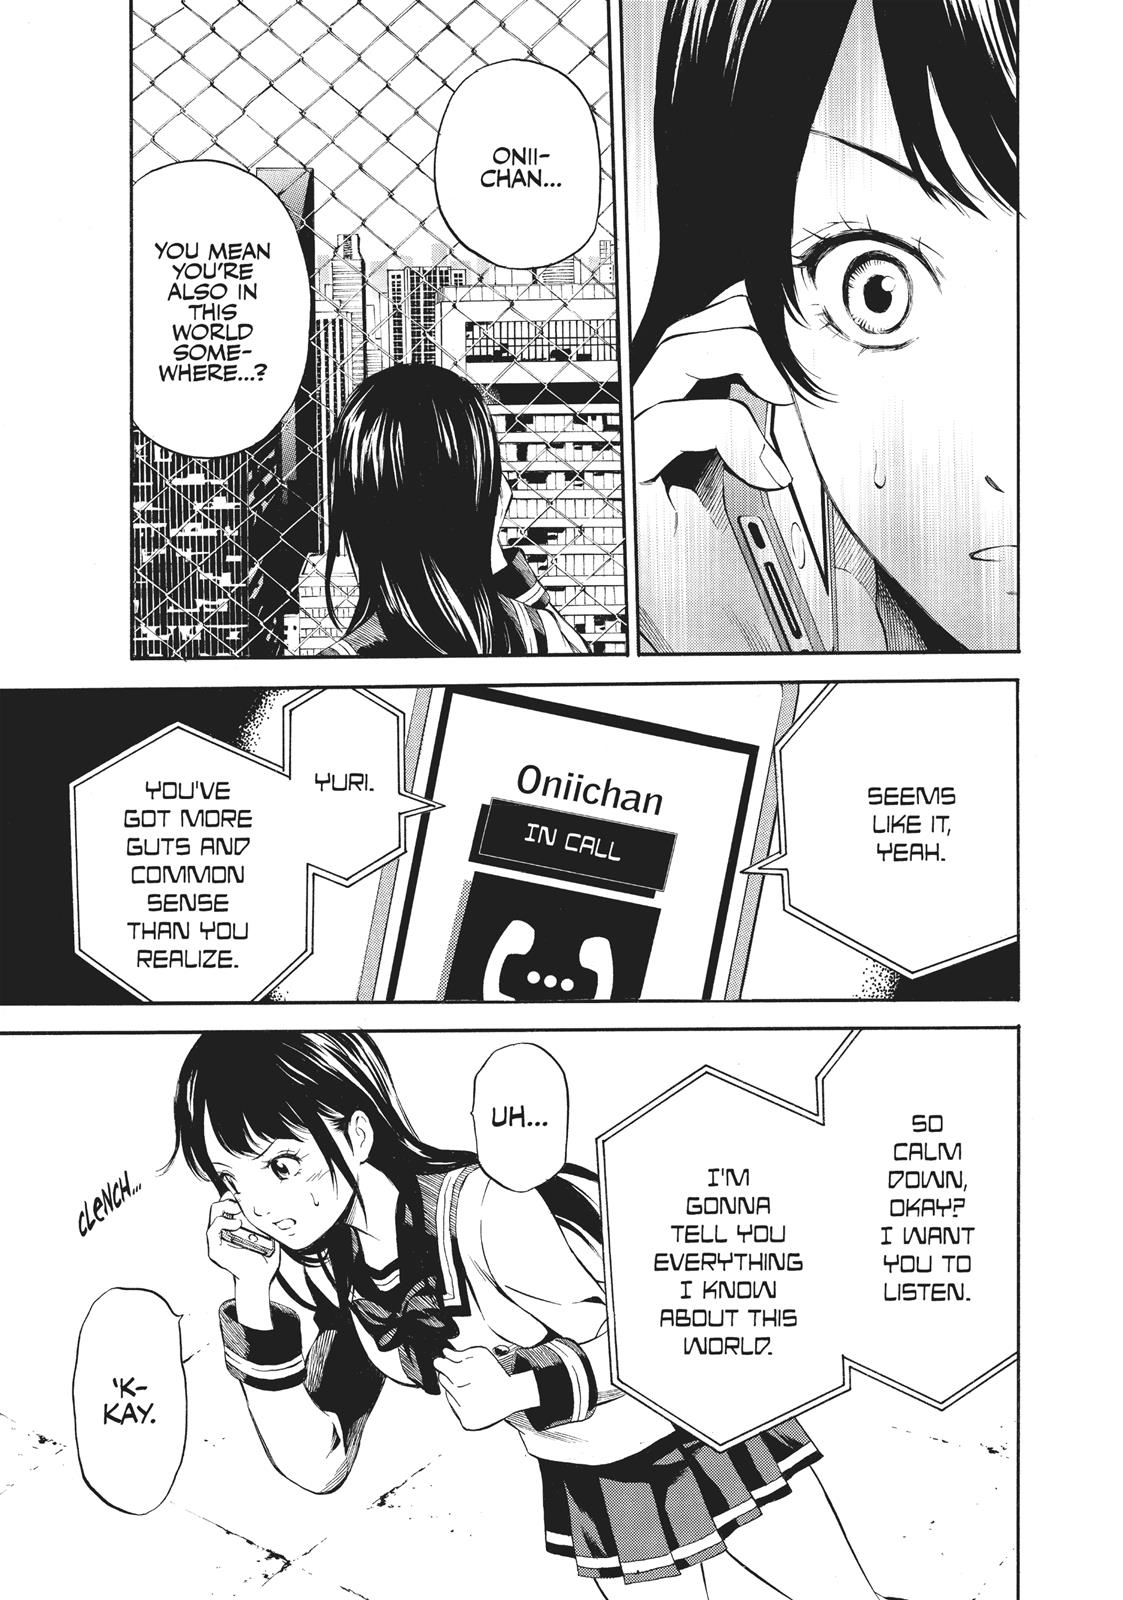 ONII-
CHAN...
YOU MEAN
YOU'RE
ALSO IN
THIS
WORLD
SOME-
WHERE...?
SEEMS
LIKE IT,
YEAH.
Oniichan
IN CALL
YURI.
YOU'VE
GOT MORE
GUTS AND
COMMON
SENSE
THAN YOU
REALIZE.
SO
CALM
DOWN,
OKAY?
I WANT
YOU TO
LISTEN.
I'M
GONNA
TELL YOU
EVERYTHING
I KNOW
ABOUT THIS
WORLD.
UH...
CLENCH...
'K-
KAY.